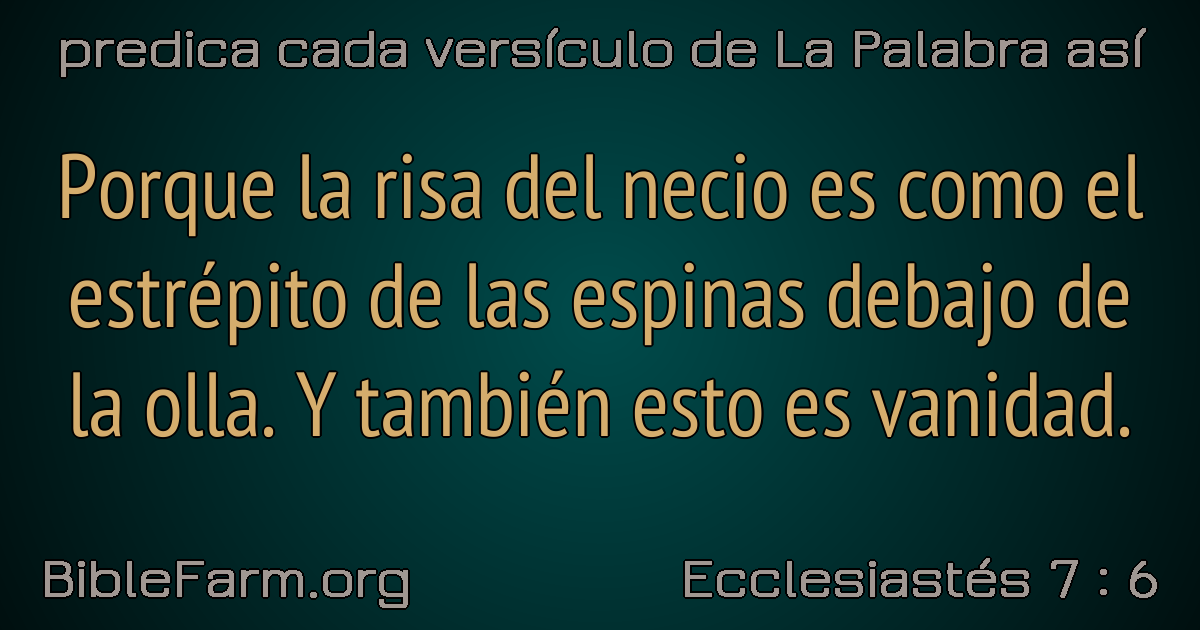 predica cada versículo de La Palabra así
Porque la risa del necio es como el
estrépito de las espinas debajo de
la olla. Y también esto es vanidad.
BibleFarm.org
Ecclesiastés 7 : 6